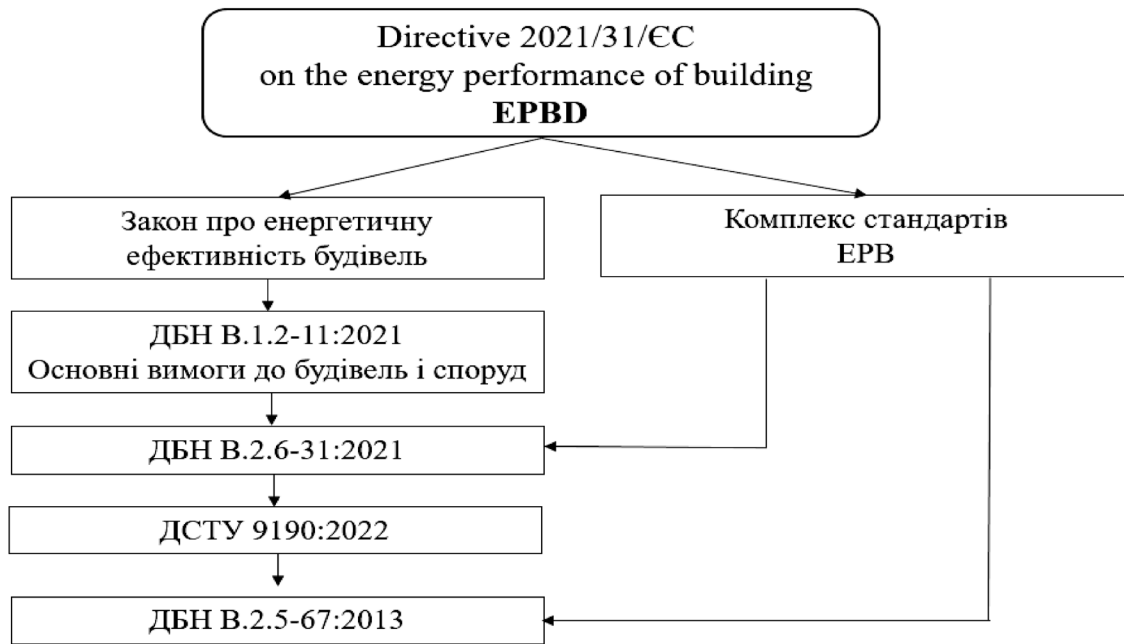 Directive 2021/31/ЄС
on the energy performance of building
EPBD
Закон про енергетичну
ефективність будівель
Комплекс стандартів
EPB
ДБН В.1.2-11:2021
Основні вимоги до будівель і споруд
ДБН В.2.6-31:2021
ДСТУ 9190:2022
ДБН В.2.5-67:2013